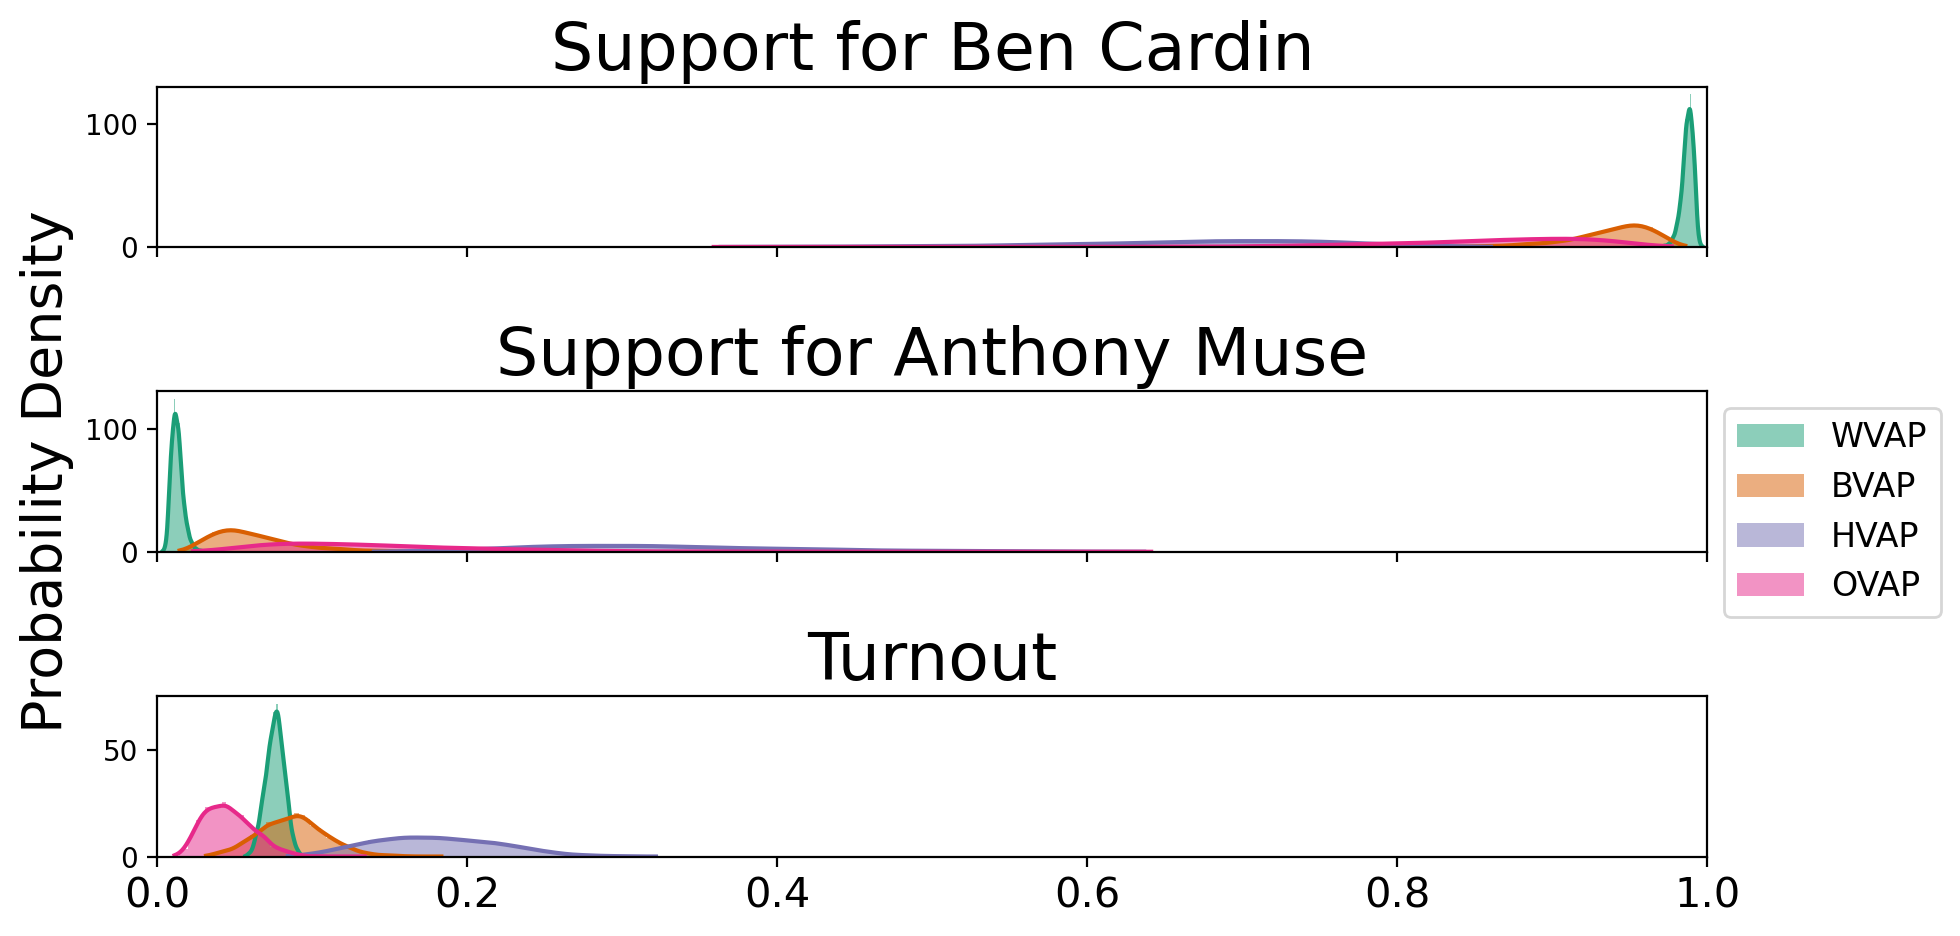 Support for Ben Cardin
100
0
Support for Anthony Muse
100
0
Turnout
50
0
0.0 0.2 0.4 0.6 0.8 1.0
Probability Density
WVAP
BVAP
HVAP
OVAP